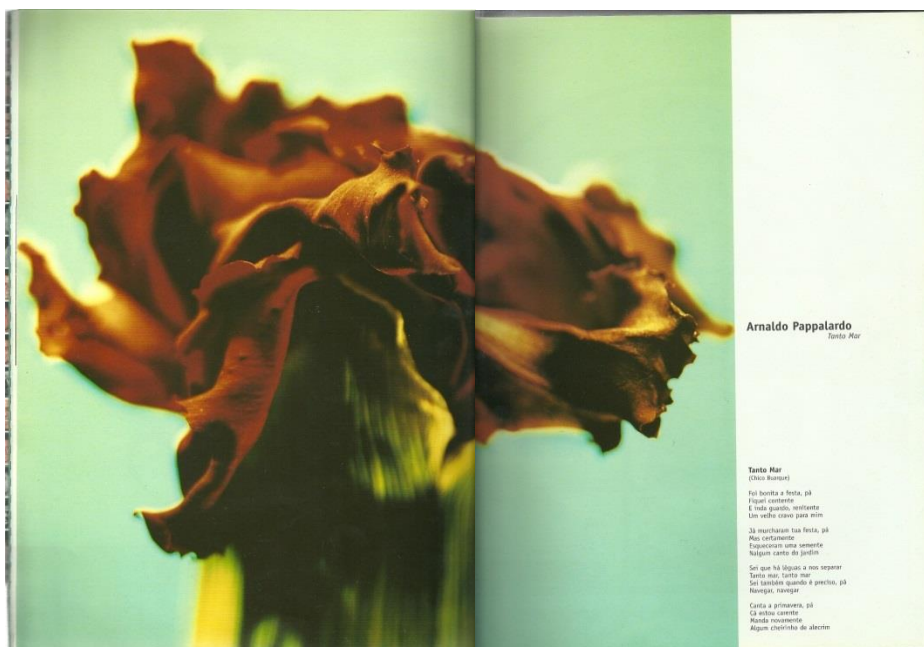 Arnaldo Pappalardo
Tanto Mar
Tanto Mar
(Chico Buarque)
Foi bonita a festa, pá
Fiquei contente
E inda guardo, renitente
Um velho cravo para mim
Já murcharam tua festa, pá
Mas certamente
Esqueceram uma semente
Nalgum canto do jardim
Sei que há léguas a nos separar
Tanto mar, tanto mar
Sei também quando é preciso, pá
Navegar, navegar
Canta a primavera, pá
Cá estou carente
Manda novamente
Algum cheirinho de alecrim